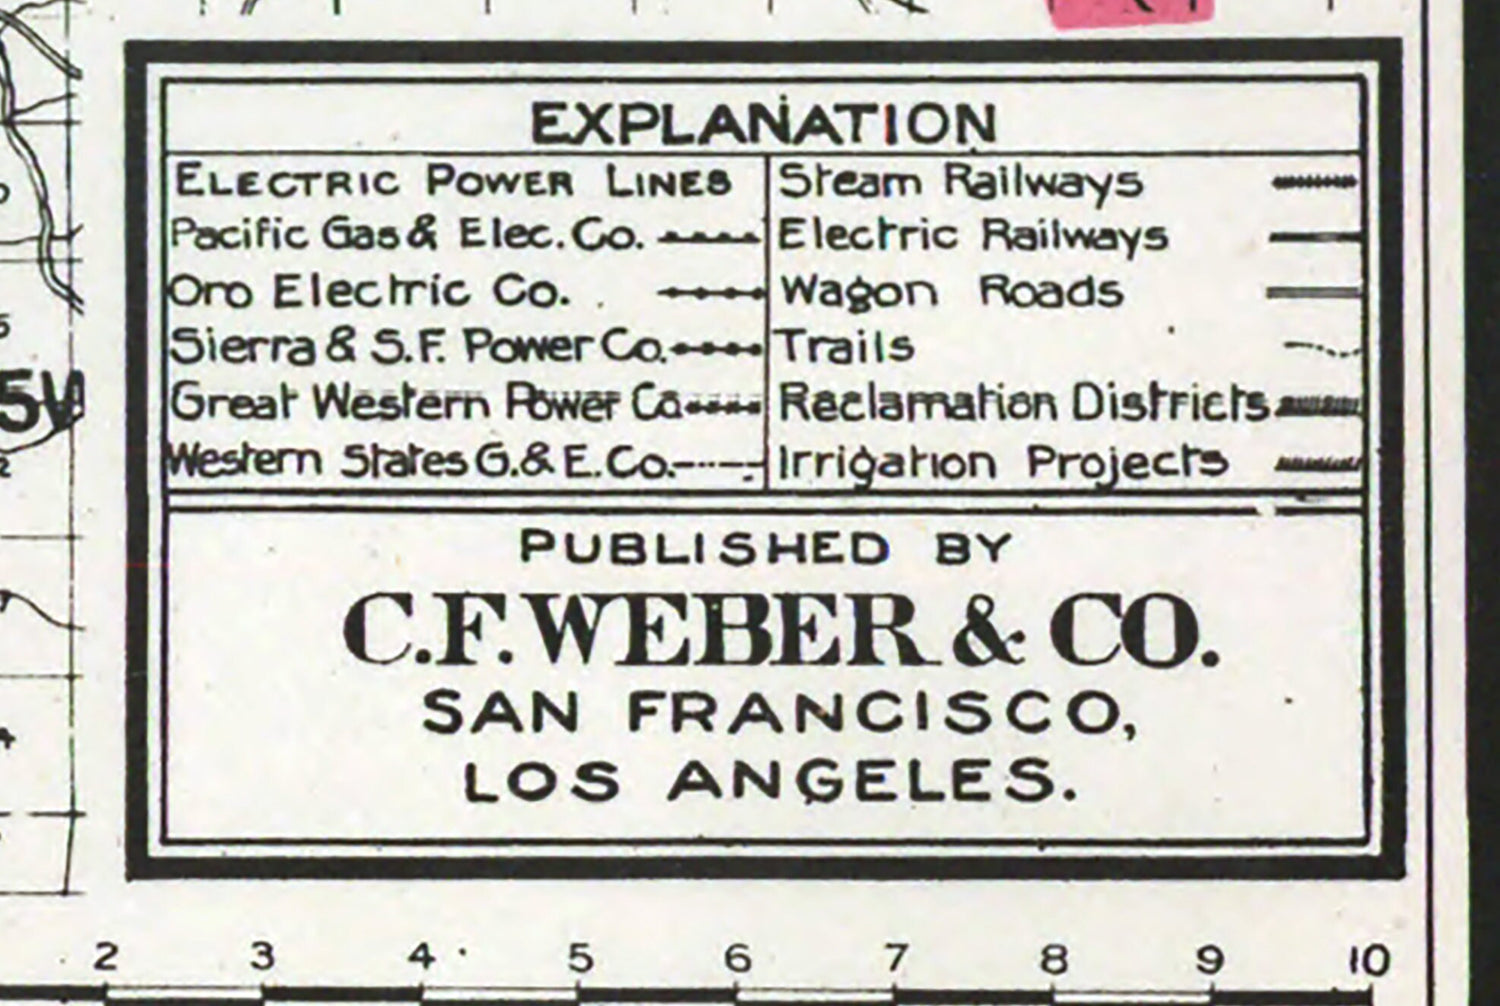 EXPLANATION
ELECTRIC POWER LINES
Pacific Gas & Elec. Co.
Oro Electric Co.
Sierra & S.F. Power Co.
Great Western Power Co.
Western States G. & E. Co.
Steam Railways
Electric Railways
Wagon Roads
Trails
Reclamation Districts
Irrigation Projects
PUBLISHED BY
C.F. WEBER & CO.
SAN FRANCISCO,
LOS ANGELES.
2 3 4 5 6 7 8 9 10